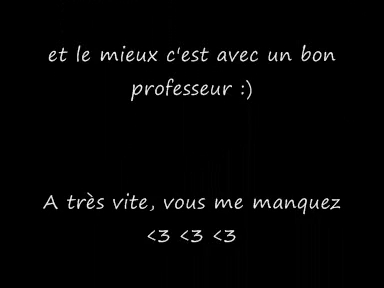 et le mieux c'est avec un bon
professeur :)
A très vite, vous me manquez
<3 <3 <3